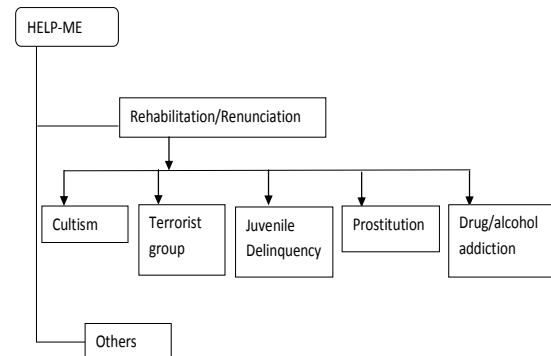 HELP-ME
Rehabilitation/Renunciation
Cultism
Terrorist
group
Juvenile
Delinquency
Prostitution
Drug/alcohol
addiction
Others